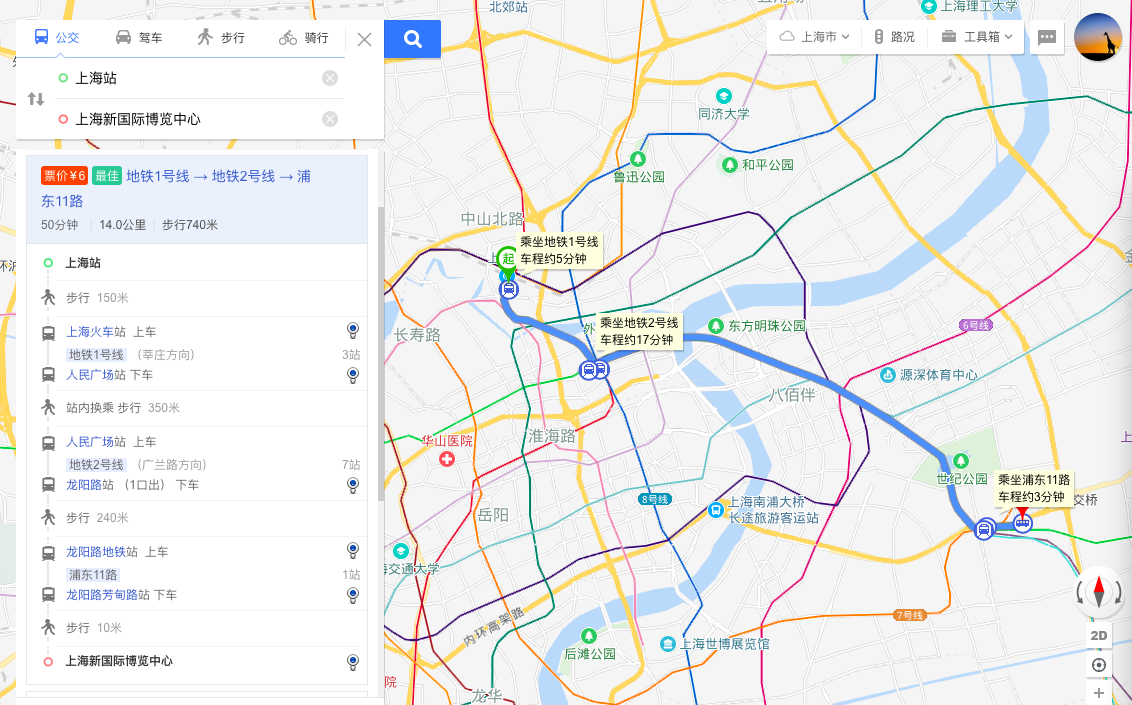 公交
驾车
步行
骑行
上海站
上海新国际博览中心
票价¥6 最佳 地铁1号线 → 地铁2号线 → 浦
东11路
50分钟 14.0公里 步行740米
上海站
步行 150米
上海火车站 上车
地铁1号线 （莘庄方向） 3站
人民广场站 下车
站内换乘 步行 350米
人民广场站 上车
地铁2号线 （广兰路方向） 7站
龙阳路站 （1口出） 下车
步行 240米
龙阳路地铁站 上车
浦东11路 1站
龙阳路芳甸路站 下车
步行 10米
上海新国际博览中心
北郊站
上海理工大学
上海市
路况
工具箱
同济大学
鲁迅公园
和平公园
中山北路
起
乘坐地铁1号线
车程约5分钟
长寿路
外
乘坐地铁2号线
车程约17分钟
东方明珠公园
6号线
源深体育中心
八佰伴
淮海路
华山医院
世纪公园
乘坐浦东11路
车程约3分钟
交桥
8号线
上海南浦大桥
长途旅游客运站
岳阳
海交通大学
内环高架路
7号线
后滩公园
上海世博展览馆
院
龙华
2D